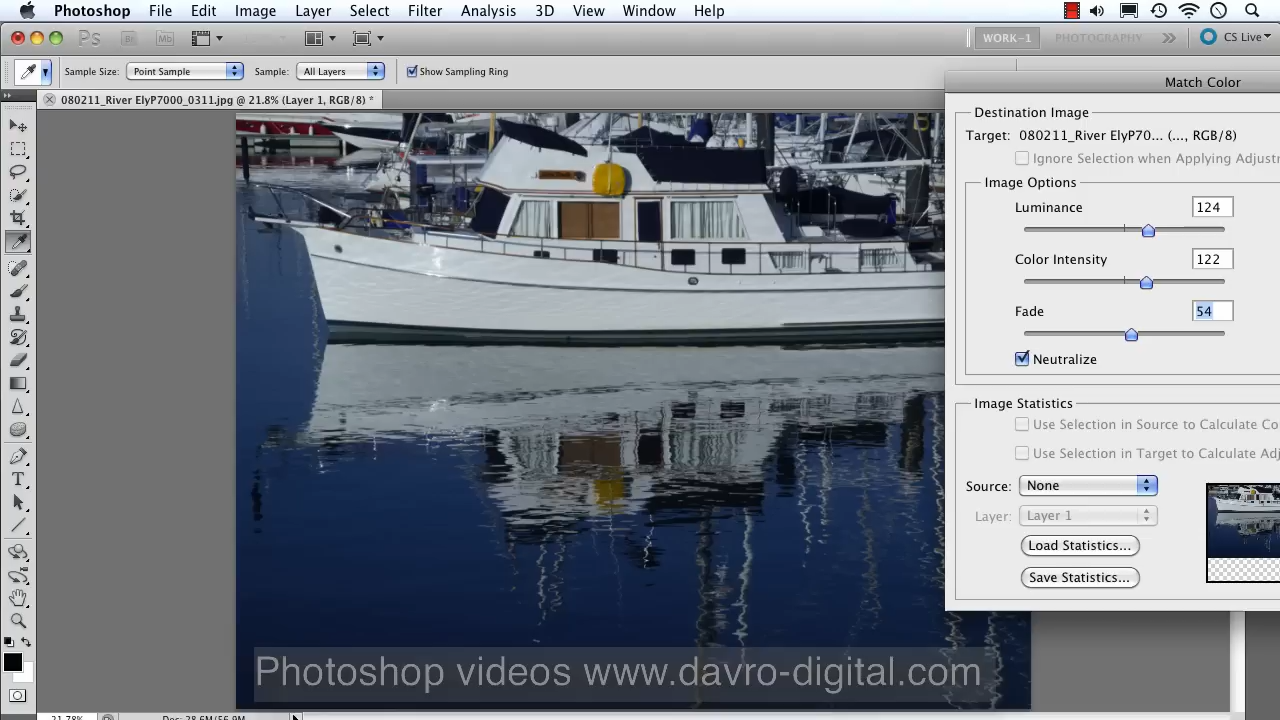 Photoshop File Edit Image Layer Select Filter Analysis 3D View Window Help
Ps Br Mb WORK-1 PHOTOGRAPHY CS Live
Sample Size: Point Sample Sample: All Layers Show Sampling Ring
Match Color
080211_River ElyP7000_0311.jpg @ 21.8% (Layer 1, RGB/8) *
Destination Image
Target: 080211_River ElyP70... (..., RGB/8)
Ignore Selection when Applying Adjustm
Image Options
Luminance 124
Color Intensity 122
Fade 54
Neutralize
Image Statistics
Use Selection in Source to Calculate Co
Use Selection in Target to Calculate Adj
Source: None
Layer: Layer 1
Load Statistics...
Save Statistics...
Photoshop videos www.davro-digital.com
21.78% Doc: 28.6M/56.9M